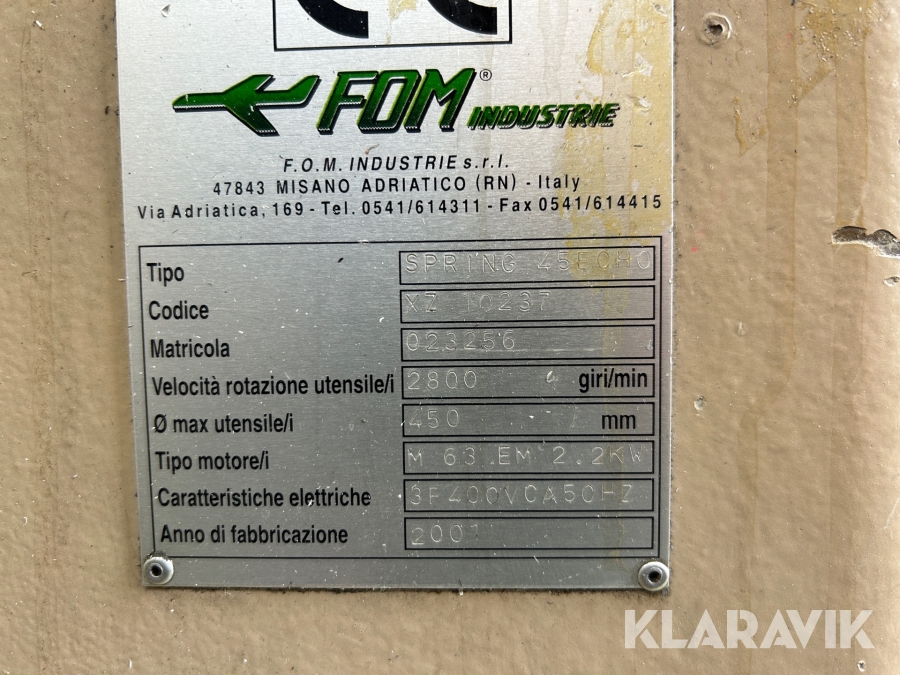 CE
FOM®
INDUSTRIE
F.O.M. INDUSTRIE s.r.l.
47843 MISANO ADRIATICO (RN) - Italy
Via Adriatica, 169 - Tel. 0541/614311 - Fax 0541/614415
Tipo SPRING 45ECHO
Codice XZ 10237
Matricola 023256
Velocità rotazione utensile/i 2800 giri/min
Ø max utensile/i 450 mm
Tipo motore/i M 63.EM 2.2KW
Caratteristiche elettriche 3F400VCA50HZ
Anno di fabbricazione 2001
KLARAVIK